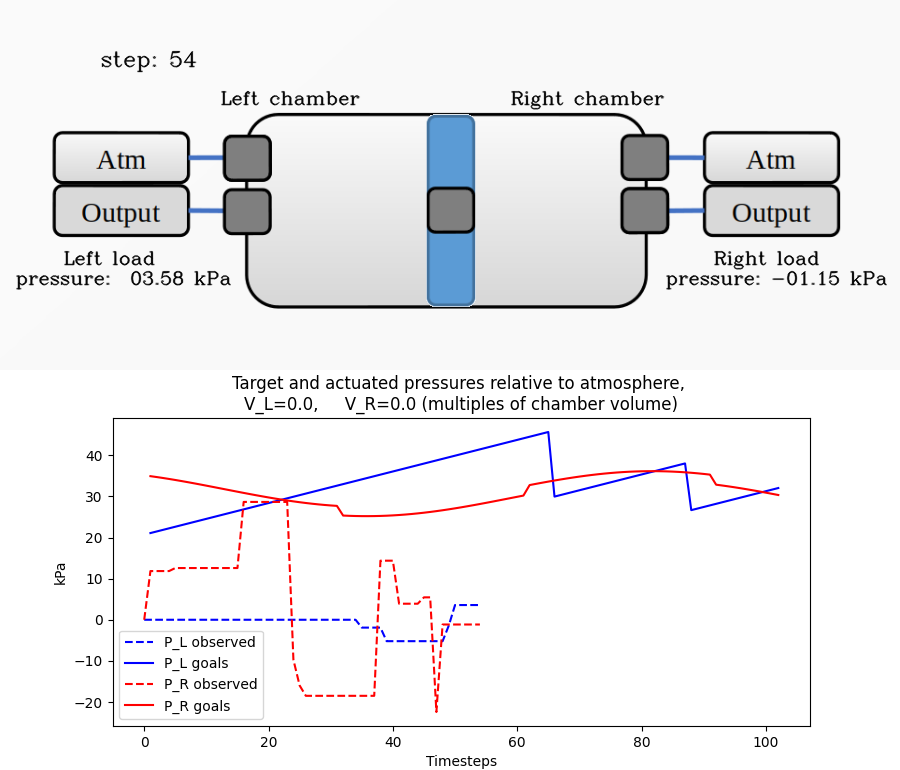 step: 54
Left chamber
Right chamber
Atm
Atm
Output
Output
Left load
pressure:  03.58 kPa
Right load
pressure: −01.15 kPa
Target and actuated pressures relative to atmosphere,
V_L=0.0,     V_R=0.0 (multiples of chamber volume)
kPa
40
30
20
10
0
−10
−20
P_L observed
P_L goals
P_R observed
P_R goals
0 20 40 60 80 100
Timesteps